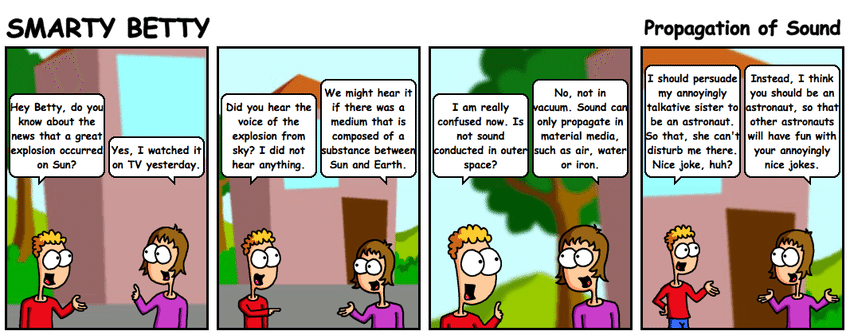 SMARTY BETTY
Propagation of Sound
Hey Betty, do you
know about the
news that a great
explosion occurred
on Sun?
Yes, I watched it
on TV yesterday.
Did you hear the
voice of the
explosion from
sky? I did not
hear anything.
We might hear it
if there was a
medium that is
composed of a
substance between
Sun and Earth.
I am really
confused now. Is
not sound
conducted in outer
space?
No, not in
vacuum. Sound can
only propagate in
material media,
such as air, water
or iron.
I should persuade
my annoyingly
talkative sister to
be an astronaut.
So that, she can't
disturb me there.
Nice joke, huh?
Instead, I think
you should be an
astronaut, so that
other astronauts
will have fun with
your annoyingly
nice jokes.